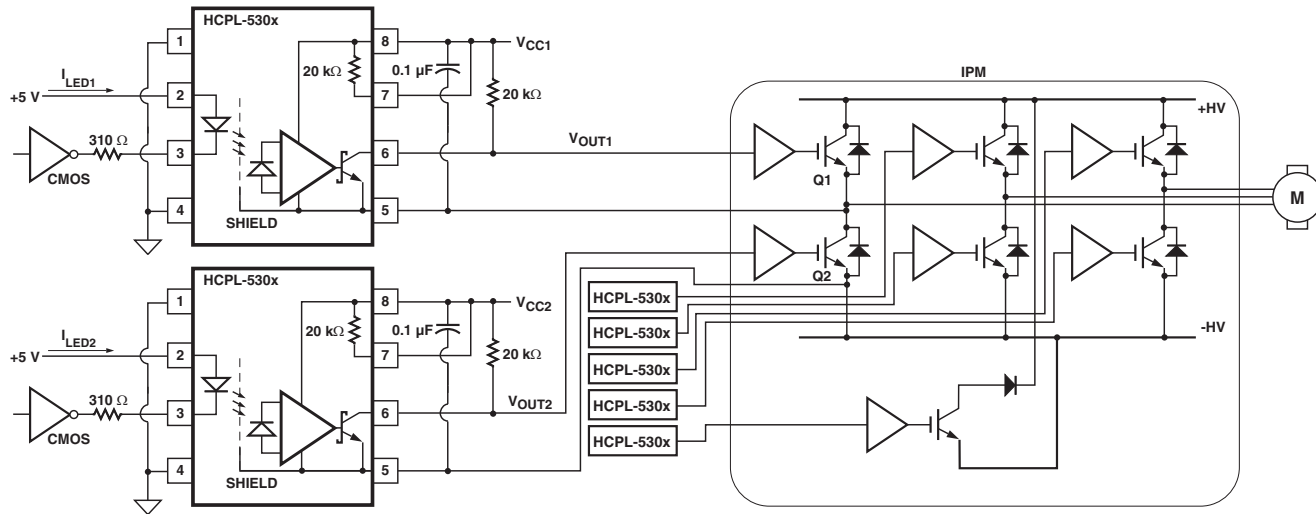 HCPL-530x
1
8
V_CC1
20 kΩ
0.1 µF
20 kΩ
I_LED1
+5 V
2
7
310 Ω
3
6
V_OUT1
CMOS
4
5
SHIELD
HCPL-530x
1
8
V_CC2
20 kΩ
0.1 µF
20 kΩ
I_LED2
+5 V
2
7
310 Ω
3
6
V_OUT2
CMOS
4
5
SHIELD
IPM
+HV
Q1
M
Q2
HCPL-530x
HCPL-530x
HCPL-530x
HCPL-530x
HCPL-530x
-HV